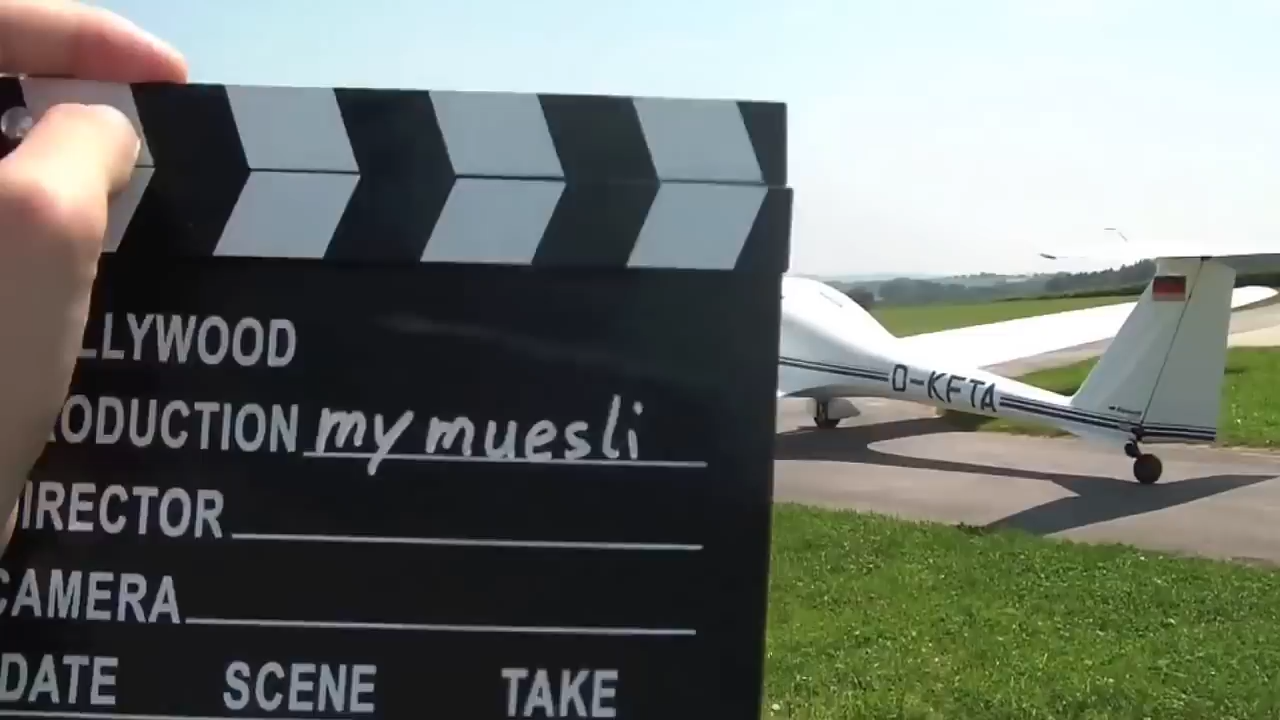 LLYWOOD
ODUCTION my muesli
IRECTOR
CAMERA
DATE SCENE TAKE
D-KFTA